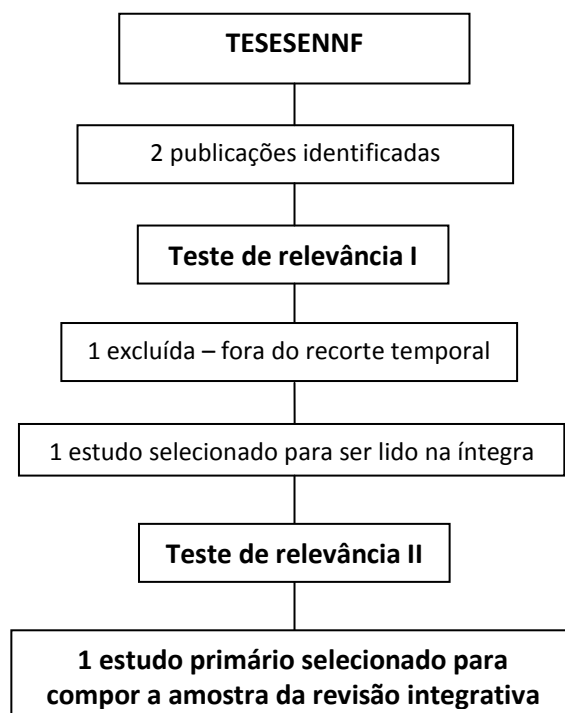 TESESENNF
2 publicações identificadas
Teste de relevância I
1 excluída – fora do recorte temporal
1 estudo selecionado para ser lido na íntegra
Teste de relevância II
1 estudo primário selecionado para
compor a amostra da revisão integrativa